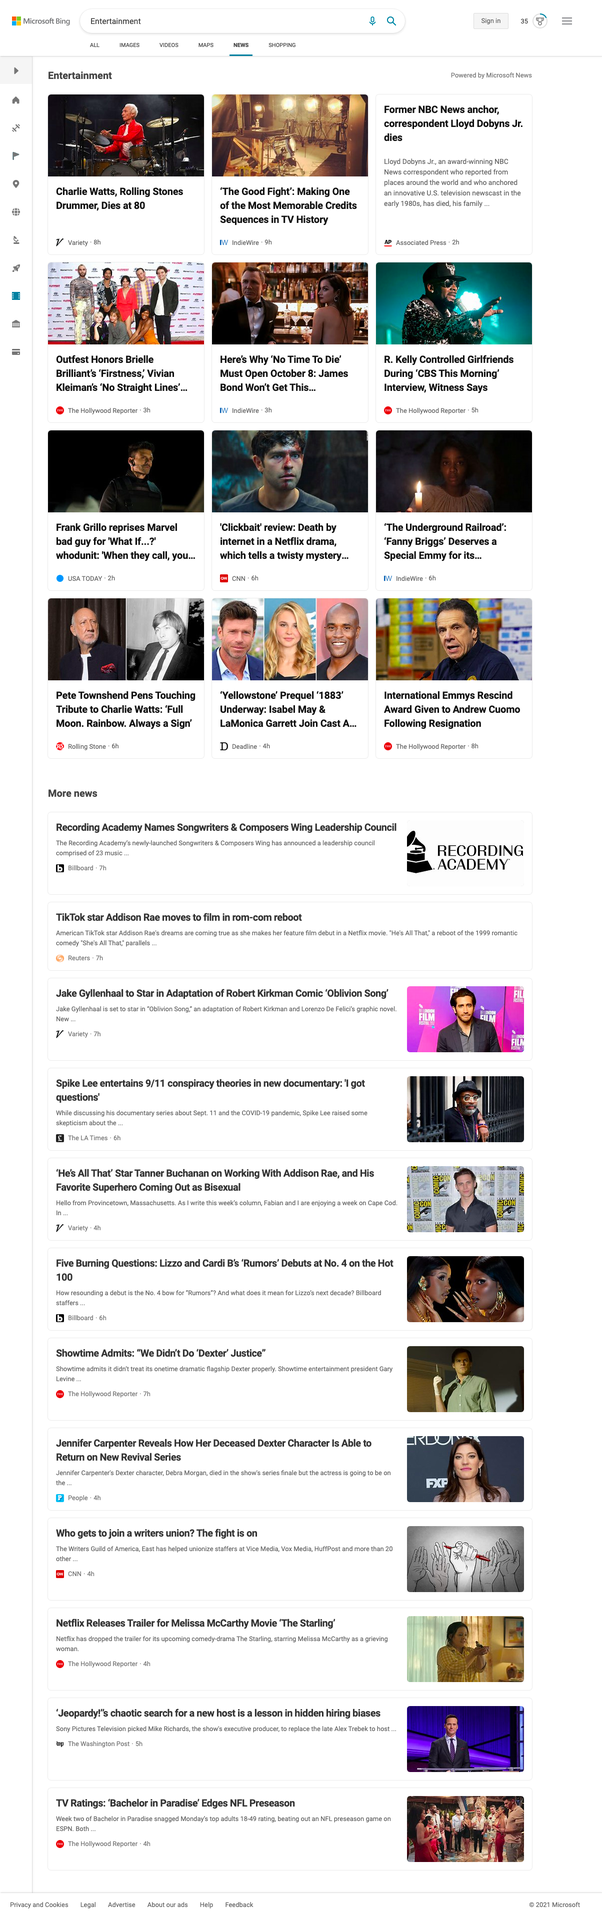 Microsoft Bing
Entertainment
Sign in
35
ALL
IMAGES
VIDEOS
MAPS
NEWS
SHOPPING
Entertainment
Powered by Microsoft News
Charlie Watts, Rolling Stones
Drummer, Dies at 80
Variety · 8h
'The Good Fight': Making One
of the Most Memorable Credits
Sequences in TV History
IW IndieWire · 9h
Former NBC News anchor,
correspondent Lloyd Dobyns Jr.
dies
Lloyd Dobyns Jr., an award-winning NBC
News correspondent who reported from
places around the world and who anchored
an innovative U.S. television newscast in the
early 1980s, has died, his family ...
AP Associated Press · 2h
Outfest Honors Brielle
Brilliant's 'Firstness,' Vivian
Kleiman's 'No Straight Lines'...
The Hollywood Reporter · 3h
Here's Why 'No Time To Die'
Must Open October 8: James
Bond Won't Get This...
IW IndieWire · 3h
R. Kelly Controlled Girlfriends
During 'CBS This Morning'
Interview, Witness Says
The Hollywood Reporter · 5h
Frank Grillo reprises Marvel
bad guy for 'What If...?'
whodunit: 'When they call, you...
USA TODAY · 2h
'Clickbait' review: Death by
internet in a Netflix drama,
which tells a twisty mystery...
CNN · 6h
'The Underground Railroad':
'Fanny Briggs' Deserves a
Special Emmy for its...
IW IndieWire · 6h
Pete Townshend Pens Touching
Tribute to Charlie Watts: 'Full
Moon. Rainbow. Always a Sign'
Rolling Stone · 6h
'Yellowstone' Prequel '1883'
Underway: Isabel May &
LaMonica Garrett Join Cast A...
D Deadline · 4h
International Emmys Rescind
Award Given to Andrew Cuomo
Following Resignation
The Hollywood Reporter · 8h
More news
Recording Academy Names Songwriters & Composers Wing Leadership Council
The Recording Academy's newly-launched Songwriters & Composers Wing has announced a leadership council
comprised of 23 music ...
b Billboard · 7h
RECORDING
ACADEMY
TikTok star Addison Rae moves to film in rom-com reboot
American TikTok star Addison Rae's dreams are coming true as she makes her feature film debut in a Netflix movie. "He's All That," a reboot of the 1999 romantic
comedy "She's All That," parallels ...
Reuters · 7h
Jake Gyllenhaal to Star in Adaptation of Robert Kirkman Comic 'Oblivion Song'
Jake Gyllenhaal is set to star in "Oblivion Song," an adaptation of Robert Kirkman and Lorenzo De Felici's graphic novel.
New ...
Variety · 7h
FILM
Spike Lee entertains 9/11 conspiracy theories in new documentary: 'I got
questions'
While discussing his documentary series about Sept. 11 and the COVID-19 pandemic, Spike Lee raised some
skepticism about the ...
The LA Times · 6h
'He's All That' Star Tanner Buchanan on Working With Addison Rae, and His
Favorite Superhero Coming Out as Bisexual
Hello from Provincetown, Massachusetts. As I write this week's column, Fabian and I are enjoying a week on Cape Cod.
In ...
Variety · 4h
Five Burning Questions: Lizzo and Cardi B's 'Rumors' Debuts at No. 4 on the Hot
100
How resounding a debut is the No. 4 bow for "Rumors"? And what does it mean for Lizzo's next decade? Billboard
staffers ...
b Billboard · 6h
Showtime Admits: "We Didn't Do 'Dexter' Justice"
Showtime admits it didn't treat its onetime dramatic flagship Dexter properly. Showtime entertainment president Gary
Levine ...
The Hollywood Reporter · 7h
Jennifer Carpenter Reveals How Her Deceased Dexter Character Is Able to
Return on New Revival Series
Jennifer Carpenter's Dexter character, Debra Morgan, died in the show's series finale but the actress is going to be on
the ...
P People · 4h
FXP
Who gets to join a writers union? The fight is on
The Writers Guild of America, East has helped unionize staffers at Vice Media, Vox Media, HuffPost and more than 20
other ...
CNN · 4h
Netflix Releases Trailer for Melissa McCarthy Movie 'The Starling'
Netflix has dropped the trailer for its upcoming comedy-drama The Starling, starring Melissa McCarthy as a grieving
woman.
The Hollywood Reporter · 4h
'Jeopardy!''s chaotic search for a new host is a lesson in hidden hiring biases
Sony Pictures Television picked Mike Richards, the show's executive producer, to replace the late Alex Trebek to host ...
wp The Washington Post · 5h
TV Ratings: 'Bachelor in Paradise' Edges NFL Preseason
Week two of Bachelor in Paradise snagged Monday's top adults 18-49 rating, beating out an NFL preseason game on
ESPN. Both ...
The Hollywood Reporter · 4h
Privacy and Cookies
Legal
Advertise
About our ads
Help
Feedback
© 2021 Microsoft